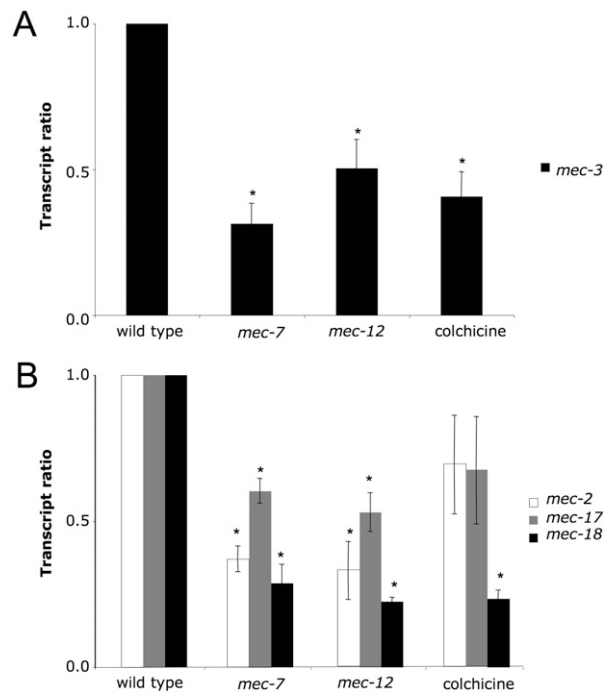 A
1.0
0.5
0.0
Transcript ratio
*
*
*
mec-3
wild type
mec-7
mec-12
colchicine
B
1.0
0.5
0.0
Transcript ratio
*
*
*
*
*
*
*
mec-2
mec-17
mec-18
wild type
mec-7
mec-12
colchicine